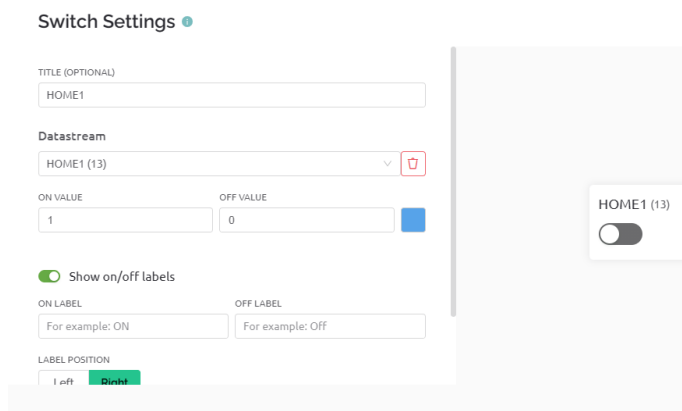 Switch Settings
TITLE (OPTIONAL)
HOME1
Datastream
HOME1 (13)
ON VALUE
OFF VALUE
1
0
HOME1 (13)
Show on/off labels
ON LABEL
OFF LABEL
For example: ON
For example: Off
LABEL POSITION
Left
Right